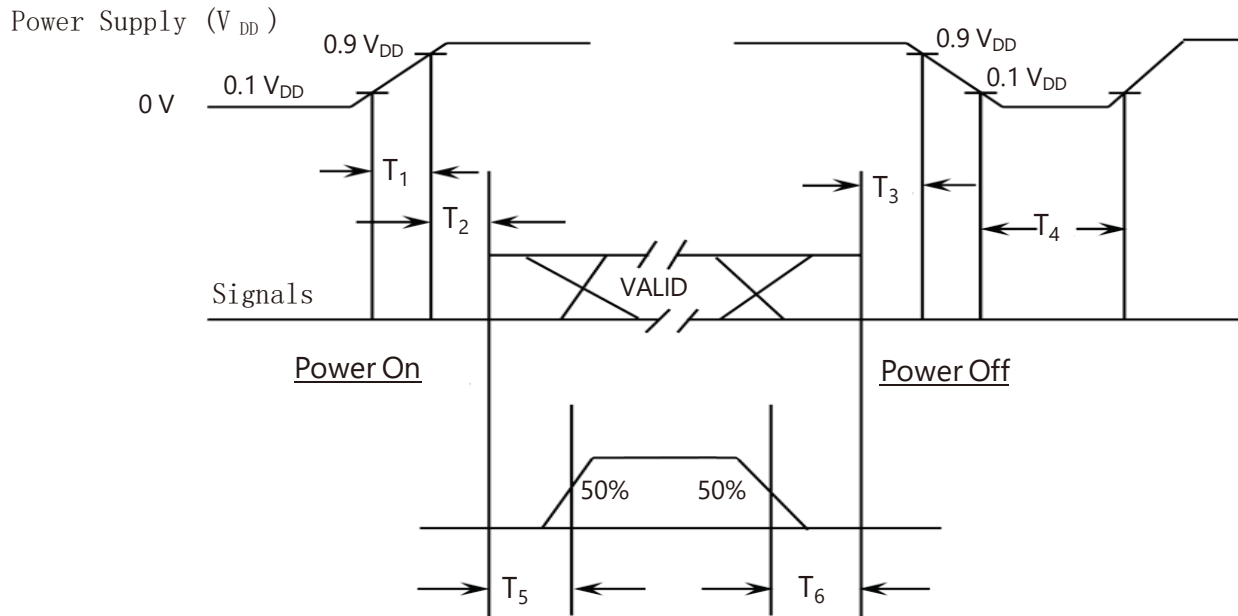 Power Supply (V DD)
0.9 VDD
0.9 VDD
0.1 VDD
0.1 VDD
0 V
T1
T3
T2
T4
VALID
Signals
Power On
Power Off
50%
50%
T5
T6